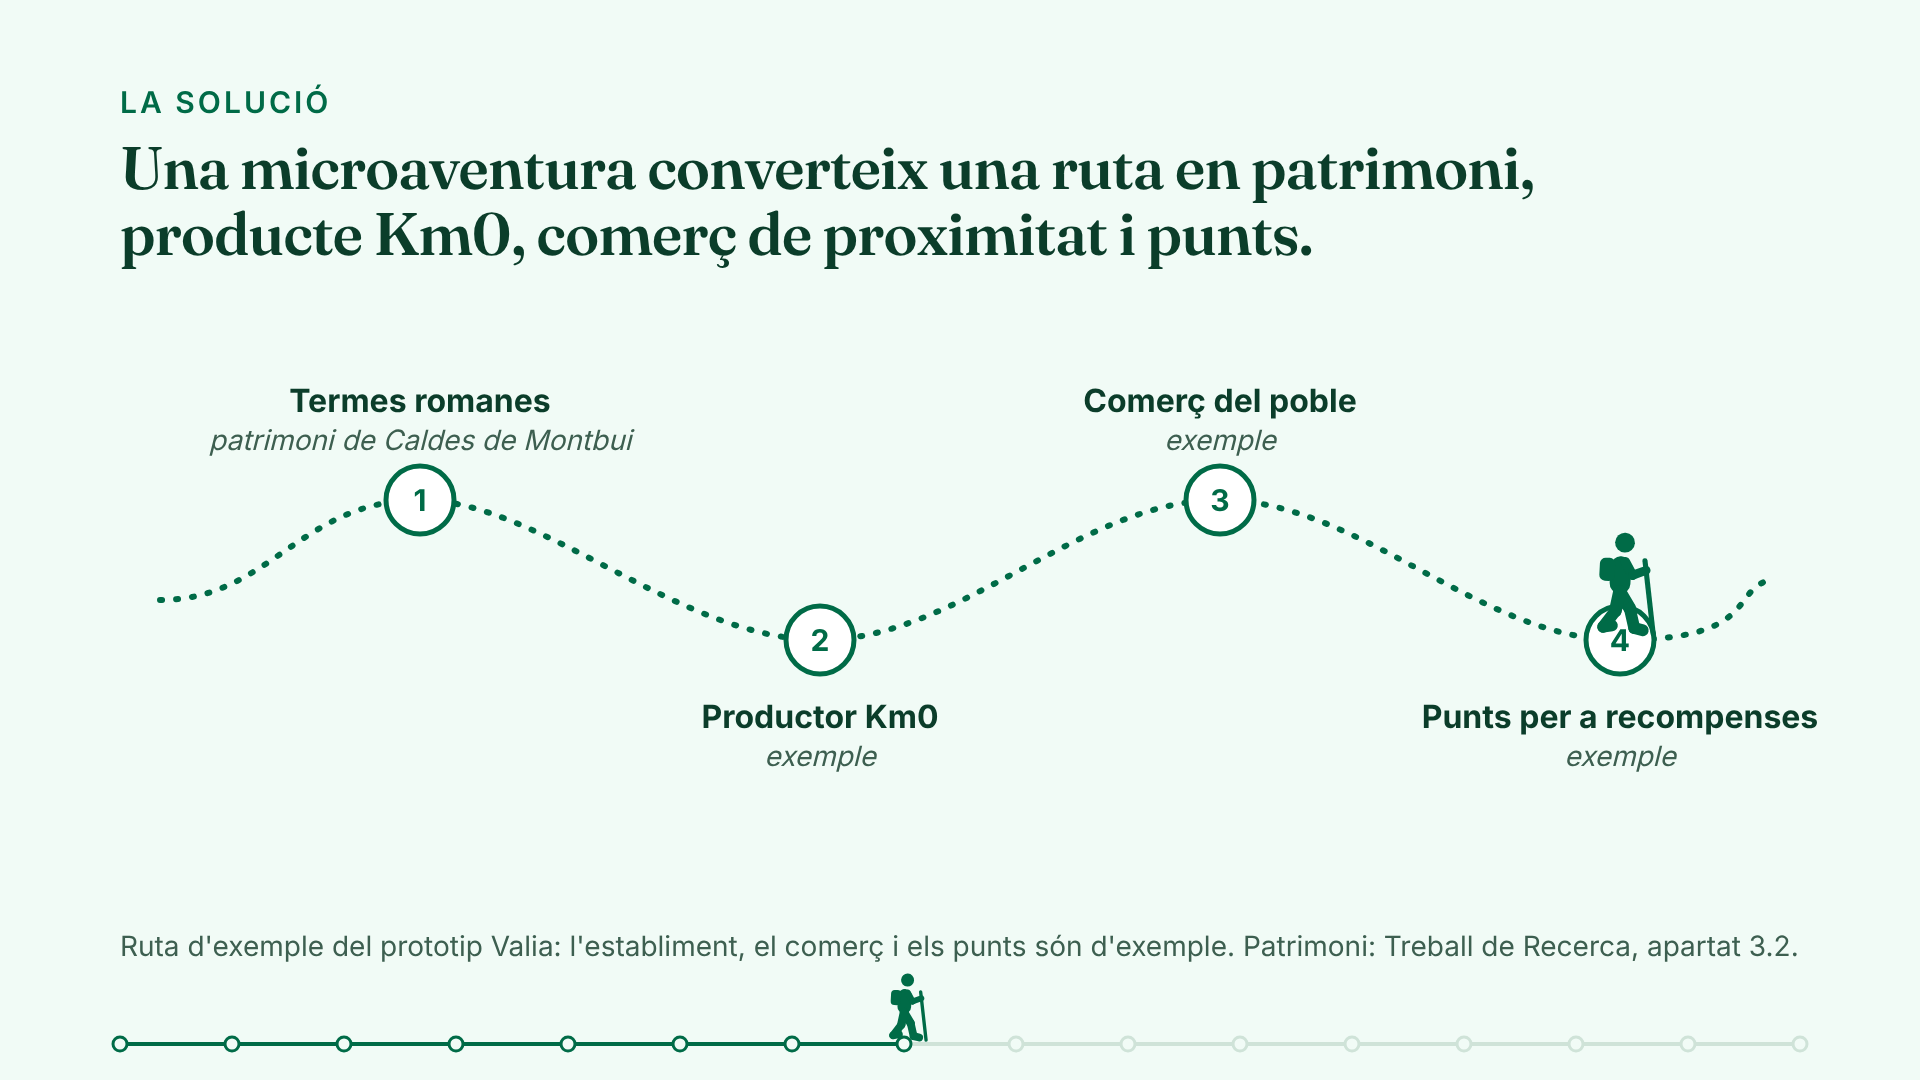 LA SOLUCIÓ
Una microaventura converteix una ruta en patrimoni,
producte Km0, comerç de proximitat i punts.
Termes romanes
patrimoni de Caldes de Montbui
Comerç del poble
exemple
1
3
2
4
Productor Km0
exemple
Punts per a recompenses
exemple
Ruta d'exemple del prototip Valia: l'establiment, el comerç i els punts són d'exemple. Patrimoni: Treball de Recerca, apartat 3.2.